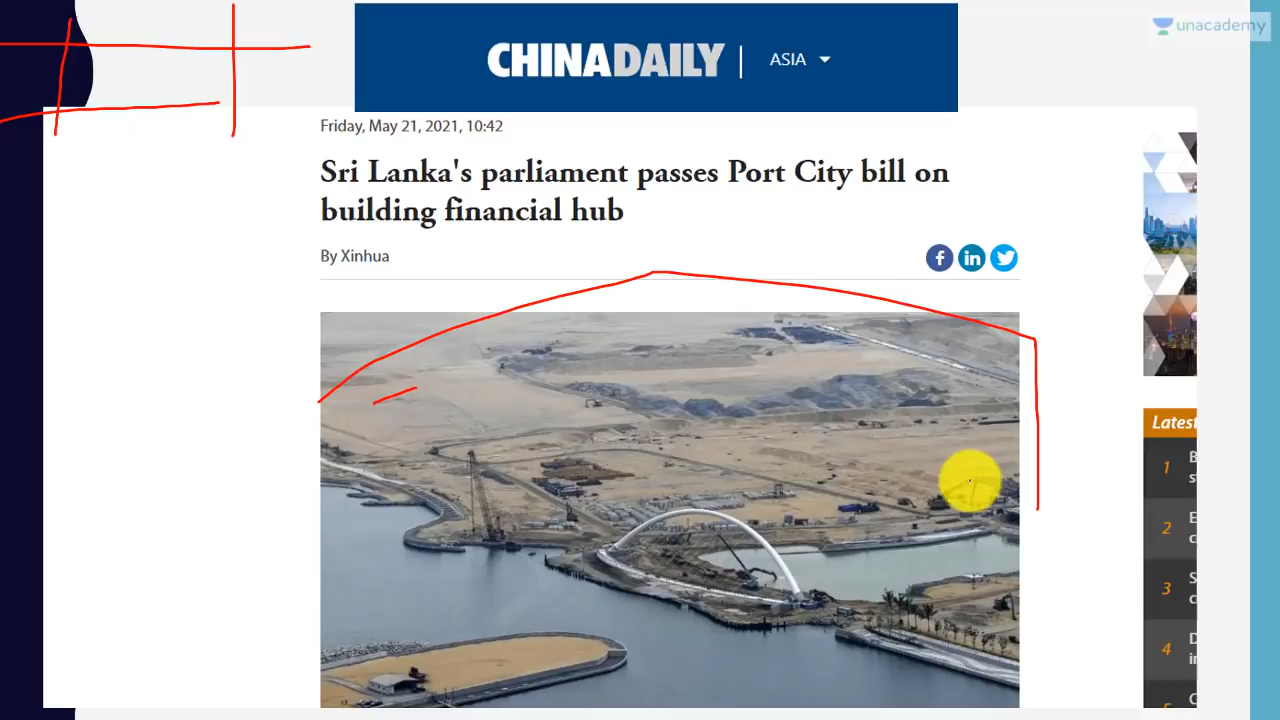 unacademy
CHINADAILY | ASIA
Friday, May 21, 2021, 10:42
Sri Lanka's parliament passes Port City bill on
building financial hub
By Xinhua
f in
Latest
1 B
2 E
3 S
4 D